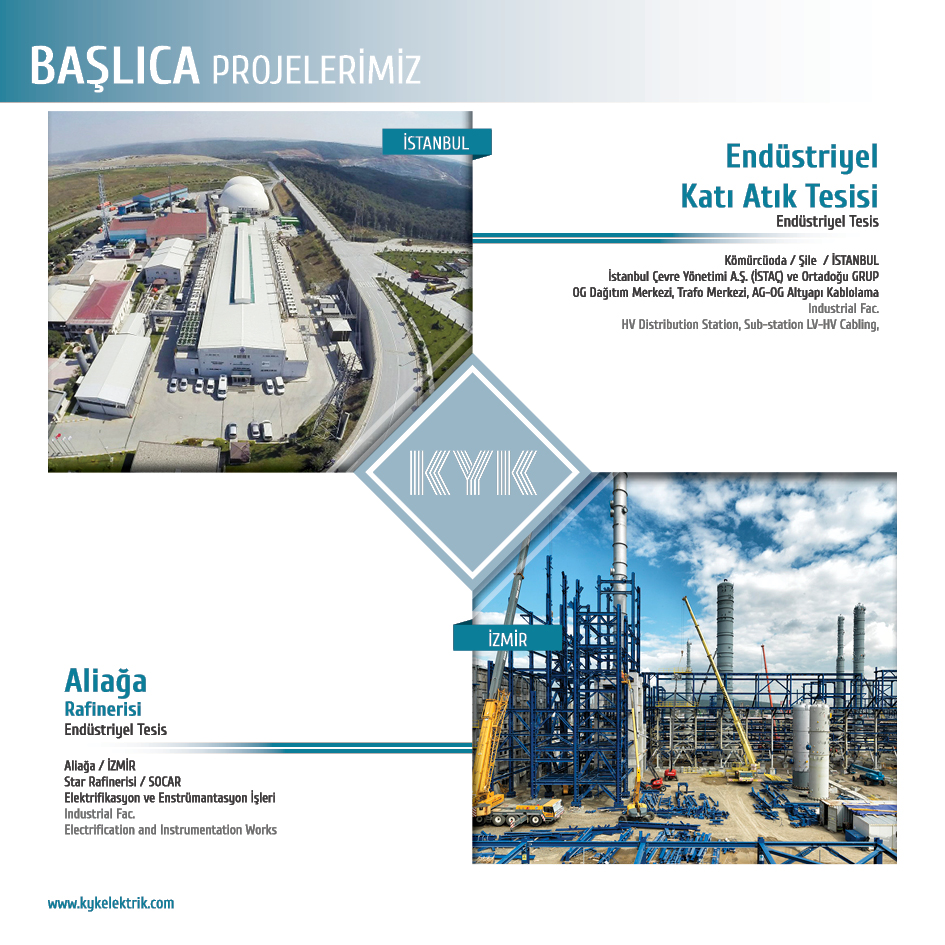 BAŞLICA PROJELERİMİZ
İSTANBUL
Endüstriyel
Katı Atık Tesisi
Endüstriyel Tesis
Kömürcüoda / Şile / İSTANBUL
İstanbul Çevre Yönetimi A.Ş. (İSTAÇ) ve Ortadoğu GRUP
OG Dağıtım Merkezi, Trafo Merkezi, AG-OG Altyapı Kablolama
Industrial Fac.
HV Distribution Station, Sub-station LV-HV Cabling,
KYK
İZMİR
Aliağa
Rafinerisi
Endüstriyel Tesis
Aliağa / İZMİR
Star Rafinerisi / SOCAR
Elektrifikasyon ve Enstrümantasyon İşleri
Industrial Fac.
Electrification and Instrumentation Works
www.kykelektrik.com